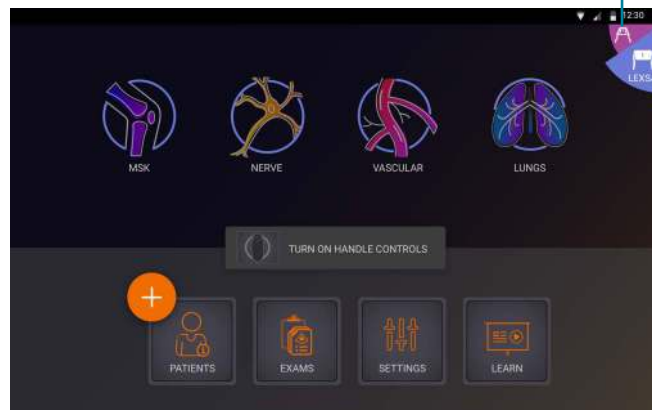 12:30
LEXSA
MSK
NERVE
VASCULAR
LUNGS
TURN ON HANDLE CONTROLS
PATIENTS
EXAMS
SETTINGS
LEARN